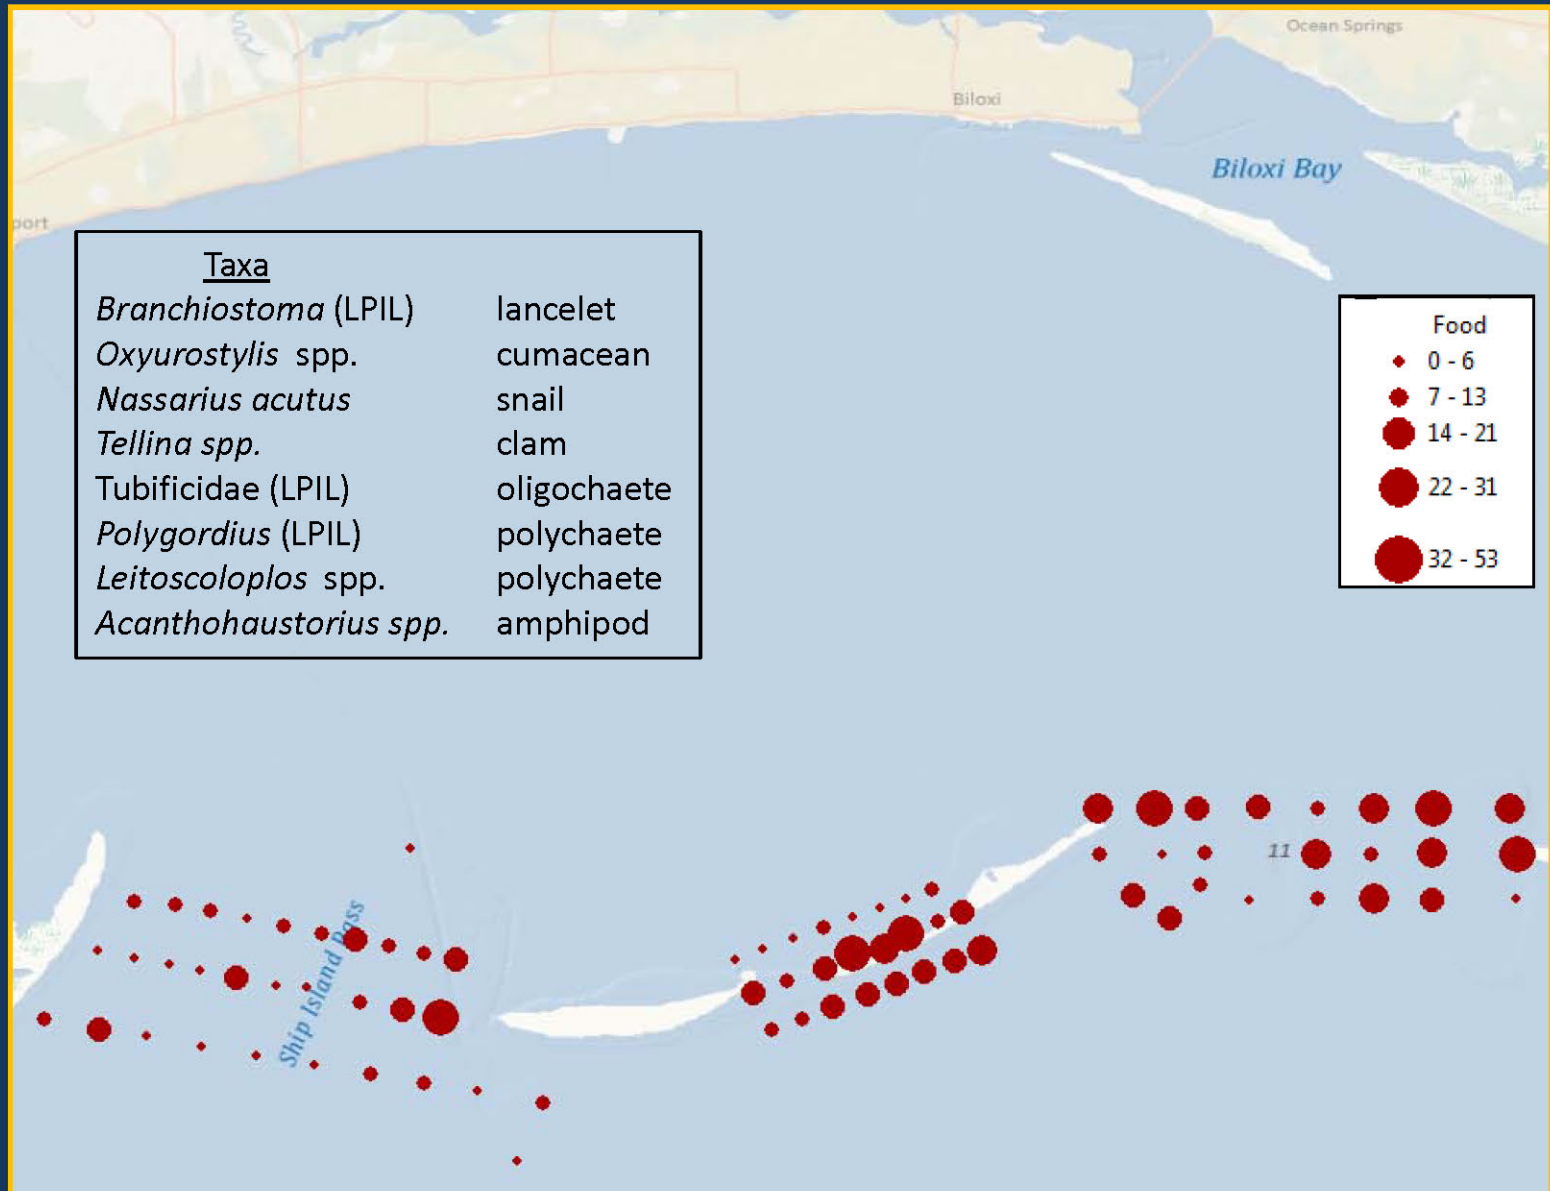 Ocean Springs
Biloxi
Biloxi Bay
port
Taxa
Branchiostoma (LPIL) lancelet
Oxyurostylis spp. cumacean
Nassarius acutus snail
Tellina spp. clam
Tubificidae (LPIL) oligochaete
Polygordius (LPIL) polychaete
Leitoscoloplos spp. polychaete
Acanthohaustorius spp. amphipod
Food
0 - 6
7 - 13
14 - 21
22 - 31
32 - 53
11
Ship Island Pass